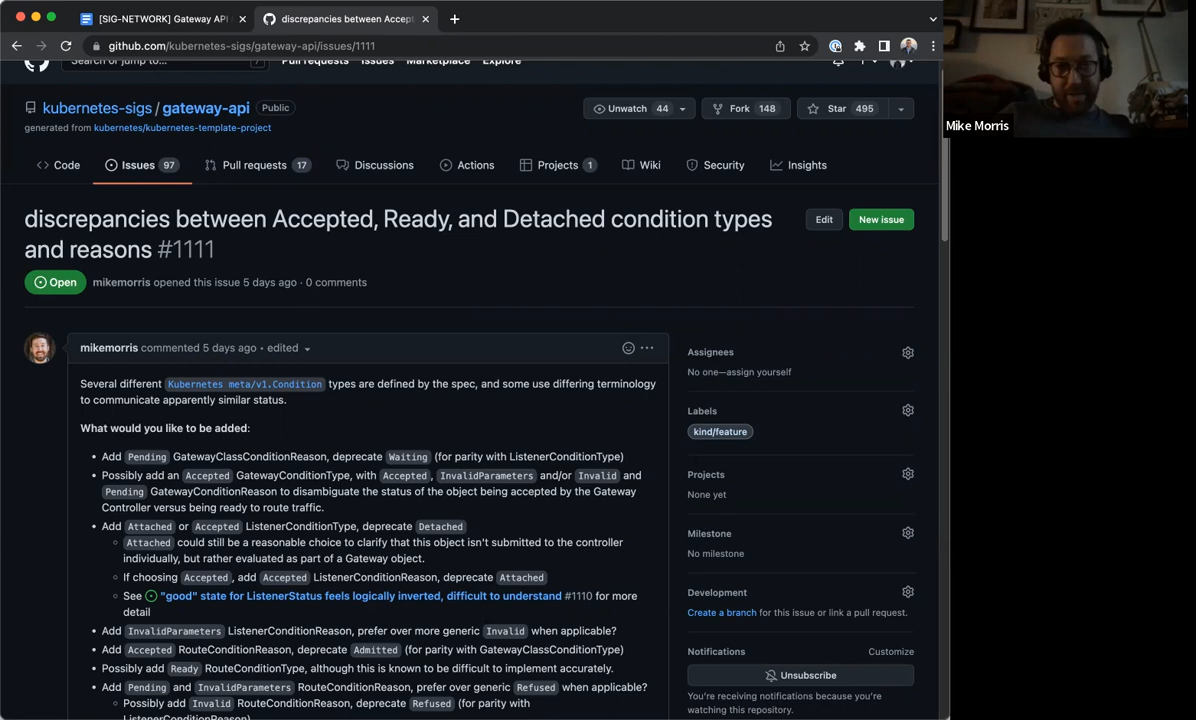 [SIG-NETWORK] Gateway API
discrepancies between Accept
github.com/kubernetes-sigs/gateway-api/issues/1111
Search or jump to...
/
Pull requests
Issues
Marketplace
Explore
kubernetes-sigs / gateway-api
Public
generated from kubernetes/kubernetes-template-project
Unwatch 44
Fork 148
Star 495
Mike Morris
Code
Issues 97
Pull requests 17
Discussions
Actions
Projects 1
Wiki
Security
Insights
discrepancies between Accepted, Ready, and Detached condition types
and reasons #1111
Edit
New issue
Open
mikemorris opened this issue 5 days ago · 0 comments
mikemorris commented 5 days ago • edited
Several different Kubernetes meta/v1.Condition types are defined by the spec, and some use differing terminology
to communicate apparently similar status.
What would you like to be added:
• Add Pending GatewayClassConditionReason, deprecate Waiting (for parity with ListenerConditionType)
• Possibly add an Accepted GatewayConditionType, with Accepted, InvalidParameters and/or Invalid and
Pending GatewayConditionReason to disambiguate the status of the object being accepted by the Gateway
Controller versus being ready to route traffic.
• Add Attached or Accepted ListenerConditionType, deprecate Detached
○ Attached could still be a reasonable choice to clarify that this object isn't submitted to the controller
individually, but rather evaluated as part of a Gateway object.
○ If choosing Accepted, add Accepted ListenerConditionReason, deprecate Attached
○ See "good" state for ListenerStatus feels logically inverted, difficult to understand #1110 for more
detail
• Add InvalidParameters ListenerConditionReason, prefer over more generic Invalid when applicable?
• Add Accepted RouteConditionReason, deprecate Admitted (for parity with GatewayClassConditionType)
• Possibly add Ready RouteConditionType, although this is known to be difficult to implement accurately.
• Add Pending and InvalidParameters RouteConditionReason, prefer over generic Refused when applicable?
○ Possibly add Invalid RouteConditionReason, deprecate Refused (for parity with
ListenerConditionReason)
Assignees
No one—assign yourself
Labels
kind/feature
Projects
None yet
Milestone
No milestone
Development
Create a branch for this issue or link a pull request.
Notifications
Customize
Unsubscribe
You're receiving notifications because you're
watching this repository.